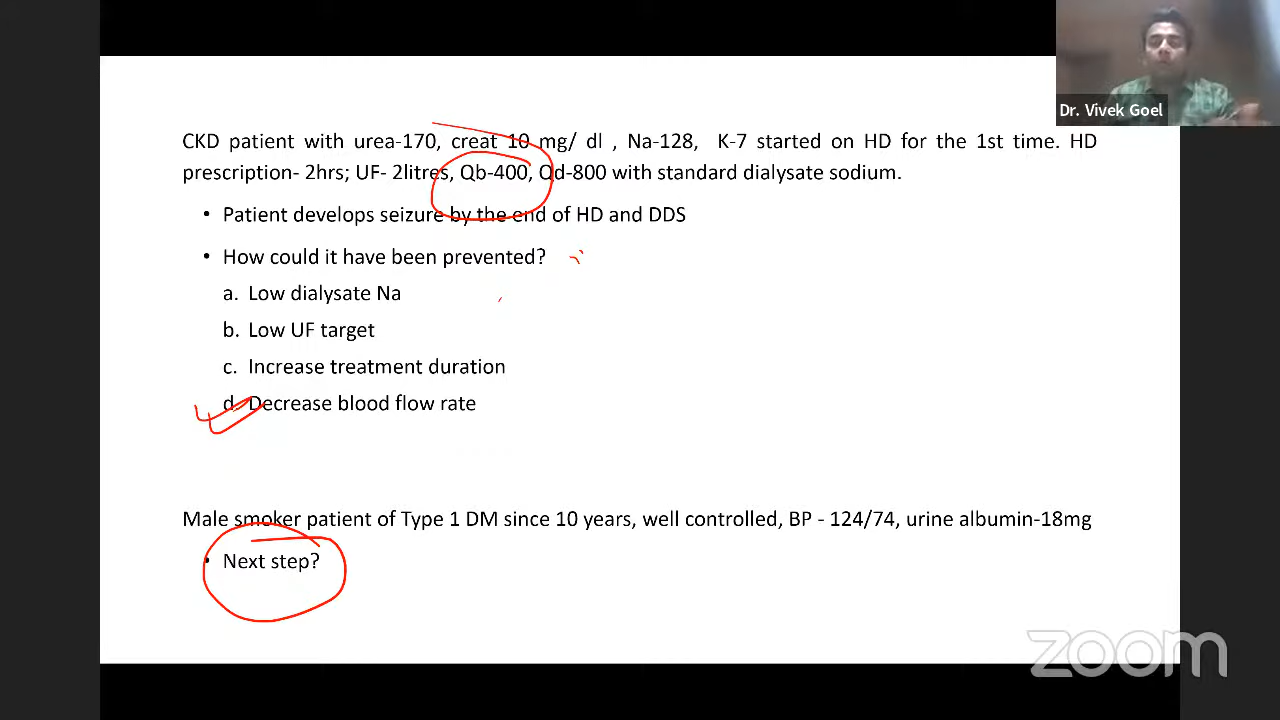 Dr. Vivek Goel
CKD patient with urea-170, creat 10 mg/ dl , Na-128, K-7 started on HD for the 1st time. HD
prescription- 2hrs; UF- 2litres, Qb-400, Qd-800 with standard dialysate sodium.
• Patient develops seizure by the end of HD and DDS
• How could it have been prevented?
a. Low dialysate Na
b. Low UF target
c. Increase treatment duration
d. Decrease blood flow rate
Male smoker patient of Type 1 DM since 10 years, well controlled, BP - 124/74, urine albumin-18mg
• Next step?
zoom